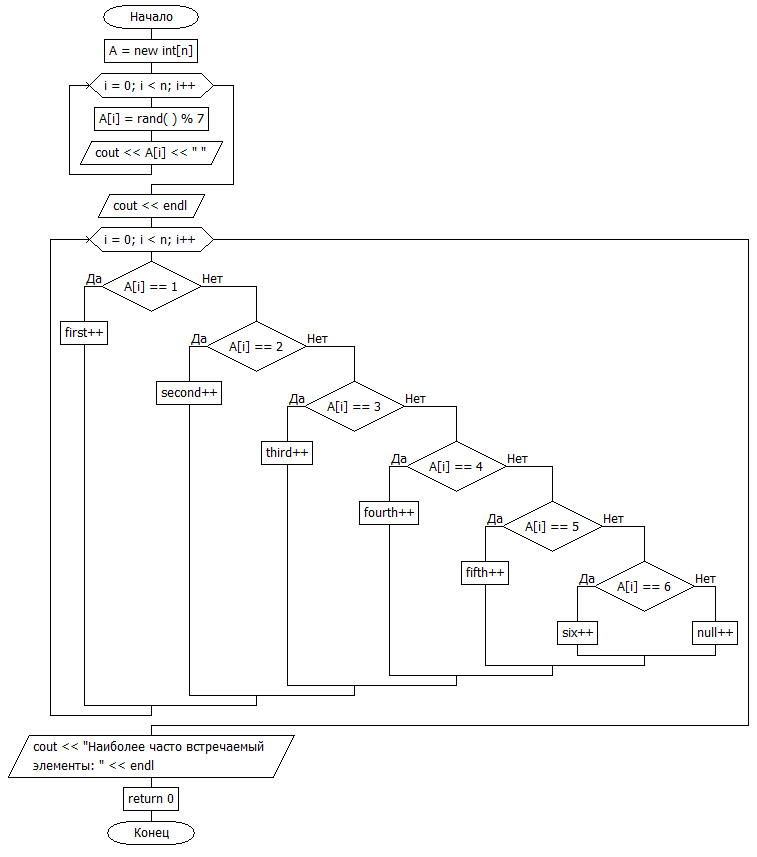 Начало
A = new int[n]
i = 0; i < n; i++
A[i] = rand( ) % 7
cout << A[i] << " "
cout << endl
i = 0; i < n; i++
Да
A[i] == 1
Нет
first++
Да
A[i] == 2
Нет
second++
Да
A[i] == 3
Нет
third++
Да
A[i] == 4
Нет
fourth++
Да
A[i] == 5
Нет
fifth++
Да
A[i] == 6
Нет
six++
null++
cout << "Наиболее часто встречаемый
элементы: " << endl
return 0
Конец